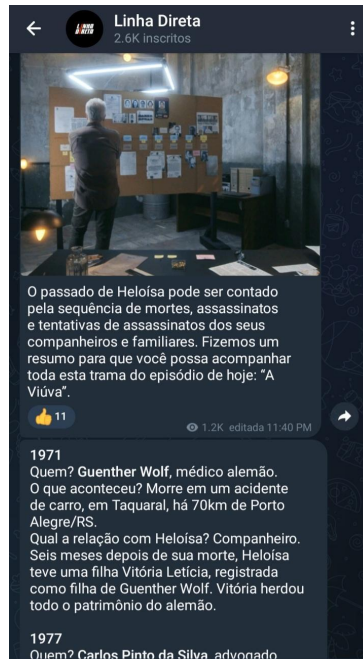 Linha Direta
2.6K inscritos
LINHA
DIRETA
O passado de Heloísa pode ser contado
pela sequência de mortes, assassinatos
e tentativas de assassinatos dos seus
companheiros e familiares. Fizemos um
resumo para que você possa acompanhar
toda esta trama do episódio de hoje: “A
Viúva”.
👍 11
1.2K editada 11:40 PM
1971
Quem? Guenther Wolf, médico alemão.
O que aconteceu? Morre em um acidente
de carro, em Taquaral, há 70km de Porto
Alegre/RS.
Qual a relação com Heloísa? Companheiro.
Seis meses depois de sua morte, Heloísa
teve uma filha Vitória Letícia, registrada
como filha de Guenther Wolf. Vitória herdou
todo o patrimônio do alemão.
1977
Quem? Carlos Pinto da Silva, advogado